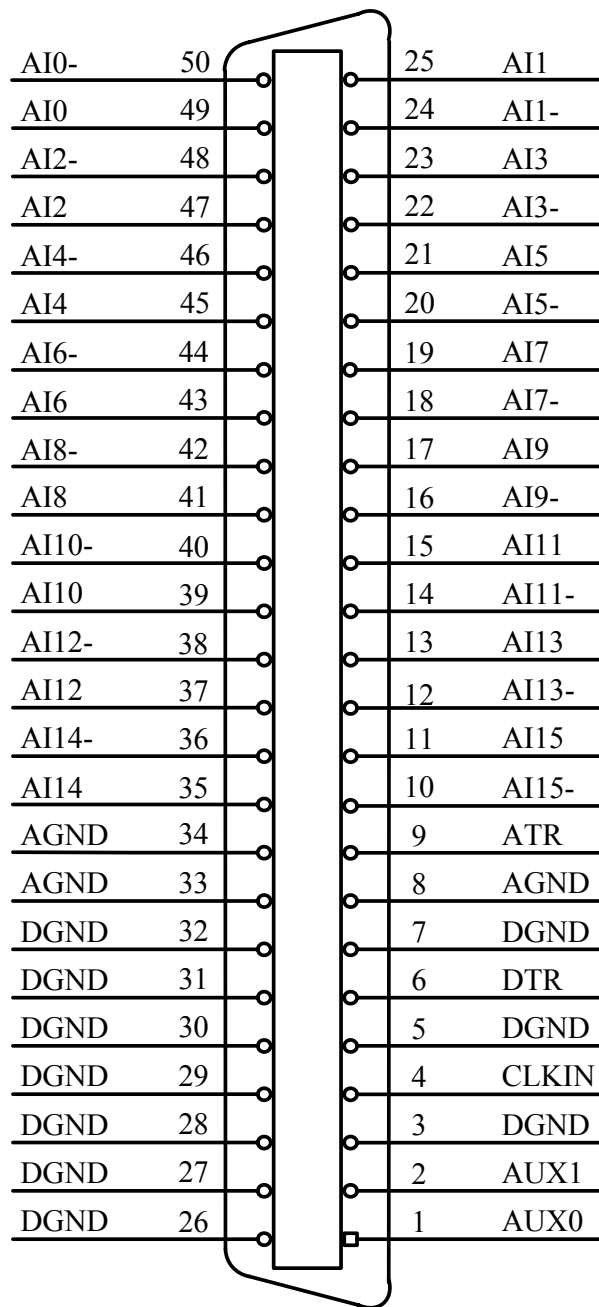 AI0- 50 25 AI1
AI0 49 24 AI1-
AI2- 48 23 AI3
AI2 47 22 AI3-
AI4- 46 21 AI5
AI4 45 20 AI5-
AI6- 44 19 AI7
AI6 43 18 AI7-
AI8- 42 17 AI9
AI8 41 16 AI9-
AI10- 40 15 AI11
AI10 39 14 AI11-
AI12- 38 13 AI13
AI12 37 12 AI13-
AI14- 36 11 AI15
AI14 35 10 AI15-
AGND 34 9 ATR
AGND 33 8 AGND
DGND 32 7 DGND
DGND 31 6 DTR
DGND 30 5 DGND
DGND 29 4 CLKIN
DGND 28 3 DGND
DGND 27 2 AUX1
DGND 26 1 AUX0